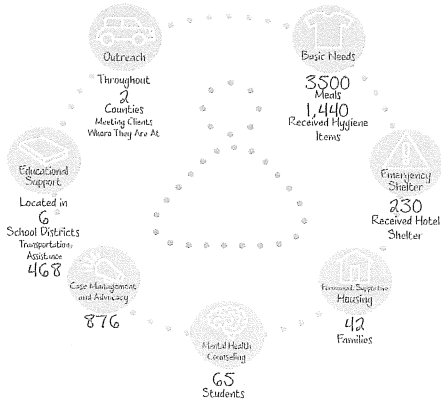 Outreach
Throughout
2
Counties
Meeting Clients
Where They Are At
Basic Needs
3500
Meals
1,440
Received Hygiene
Items
Emergency
Shelter
230
Received Hotel
Shelter
Permanent Supportive
Housing
42
Families
Mental Health
Counseling
65
Students
Case Management
and Advocacy
876
Educational
Support
Located in
6
School Districts
Transportation
Assistance
468